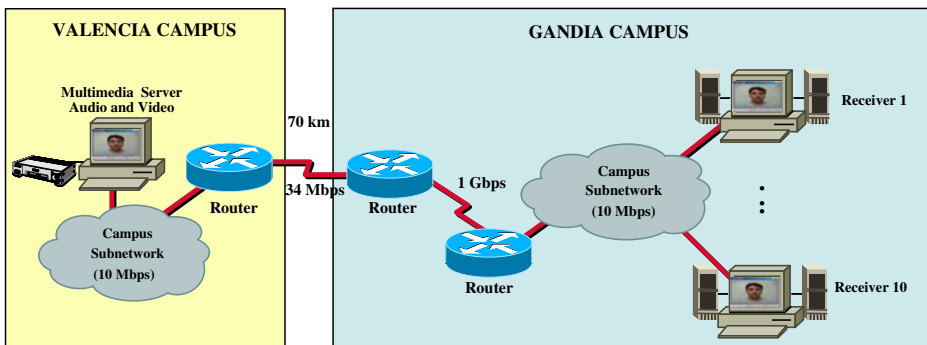 VALENCIA CAMPUS
Multimedia Server
Audio and Video
Router
Campus
Subnetwork
(10 Mbps)
70 km
34 Mbps
GANDIA CAMPUS
Router
1 Gbps
Router
Campus
Subnetwork
(10 Mbps)
Receiver 1
Receiver 10